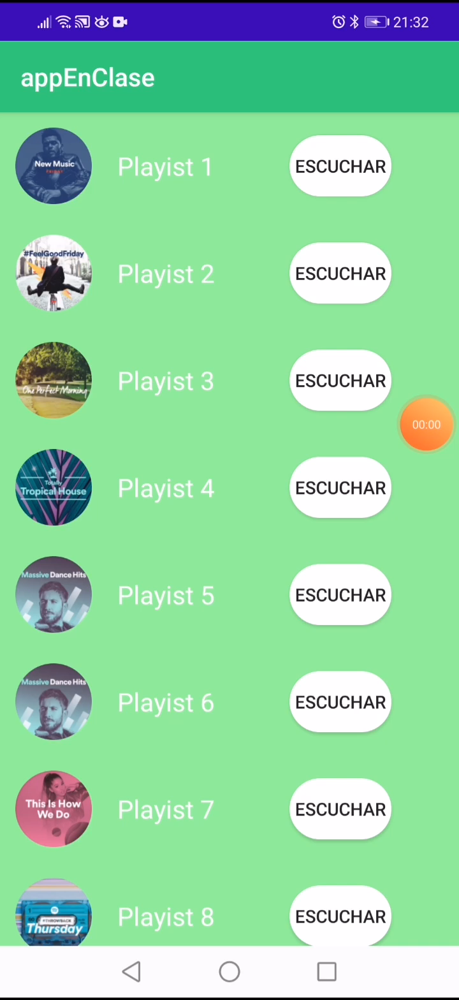 21:32
appEnClase
New Music
FRIDAY
Playist 1
ESCUCHAR
#FeelGoodFriday
Playist 2
ESCUCHAR
One Perfect Morning
Playist 3
ESCUCHAR
00:00
Totally
Tropical House
Playist 4
ESCUCHAR
Massive Dance Hits
Playist 5
ESCUCHAR
Massive Dance Hits
Playist 6
ESCUCHAR
This Is How
We Do
Playist 7
ESCUCHAR
#THROWBACK
Thursday
Playist 8
ESCUCHAR